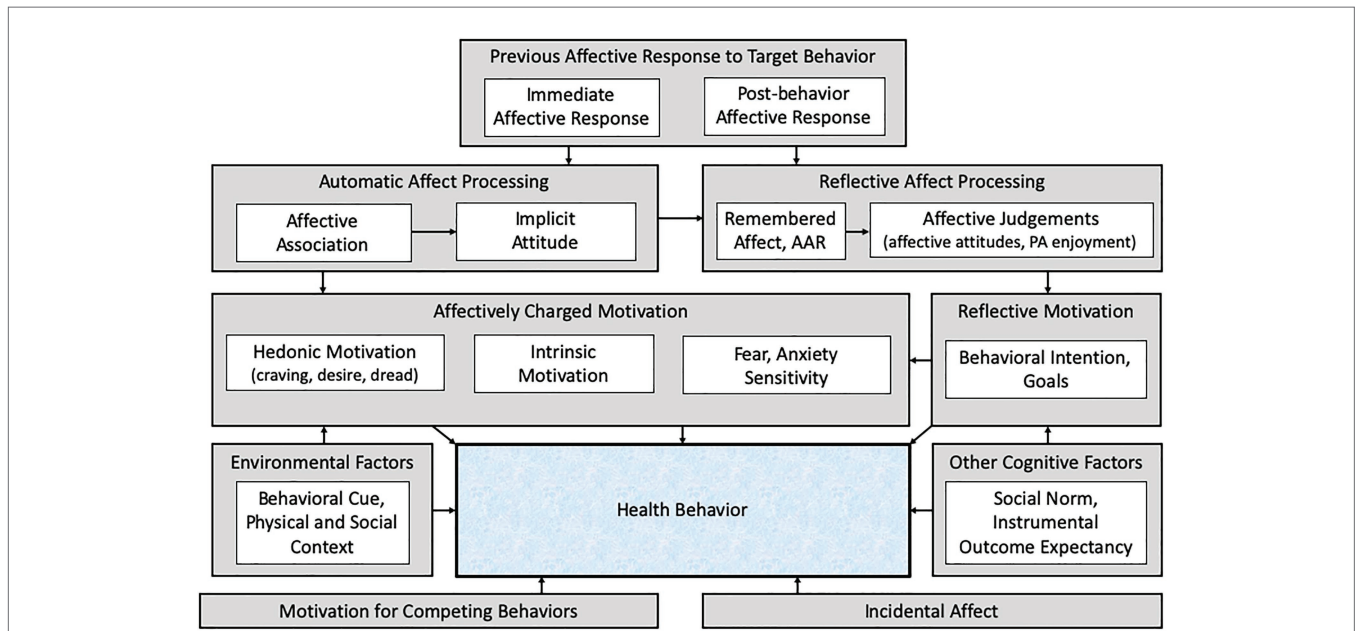 Previous Affective Response to Target Behavior
Immediate
Affective Response
Post-behavior
Affective Response
Automatic Affect Processing
Affective
Association
Implicit
Attitude
Reflective Affect Processing
Remembered
Affect, AAR
Affective Judgements
(affective attitudes, PA enjoyment)
Affectively Charged Motivation
Hedonic Motivation
(craving, desire, dread)
Intrinsic
Motivation
Fear, Anxiety
Sensitivity
Reflective Motivation
Behavioral Intention,
Goals
Environmental Factors
Behavioral Cue,
Physical and Social
Context
Health Behavior
Other Cognitive Factors
Social Norm,
Instrumental
Outcome Expectancy
Motivation for Competing Behaviors
Incidental Affect